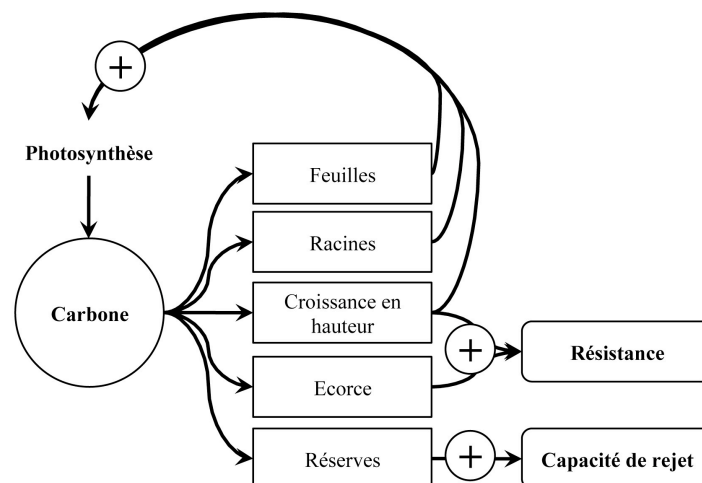 +
Photosynthèse
Feuilles
Racines
Carbone
Croissance en
hauteur
+
Résistance
Ecorce
Réserves
+
Capacité de rejet